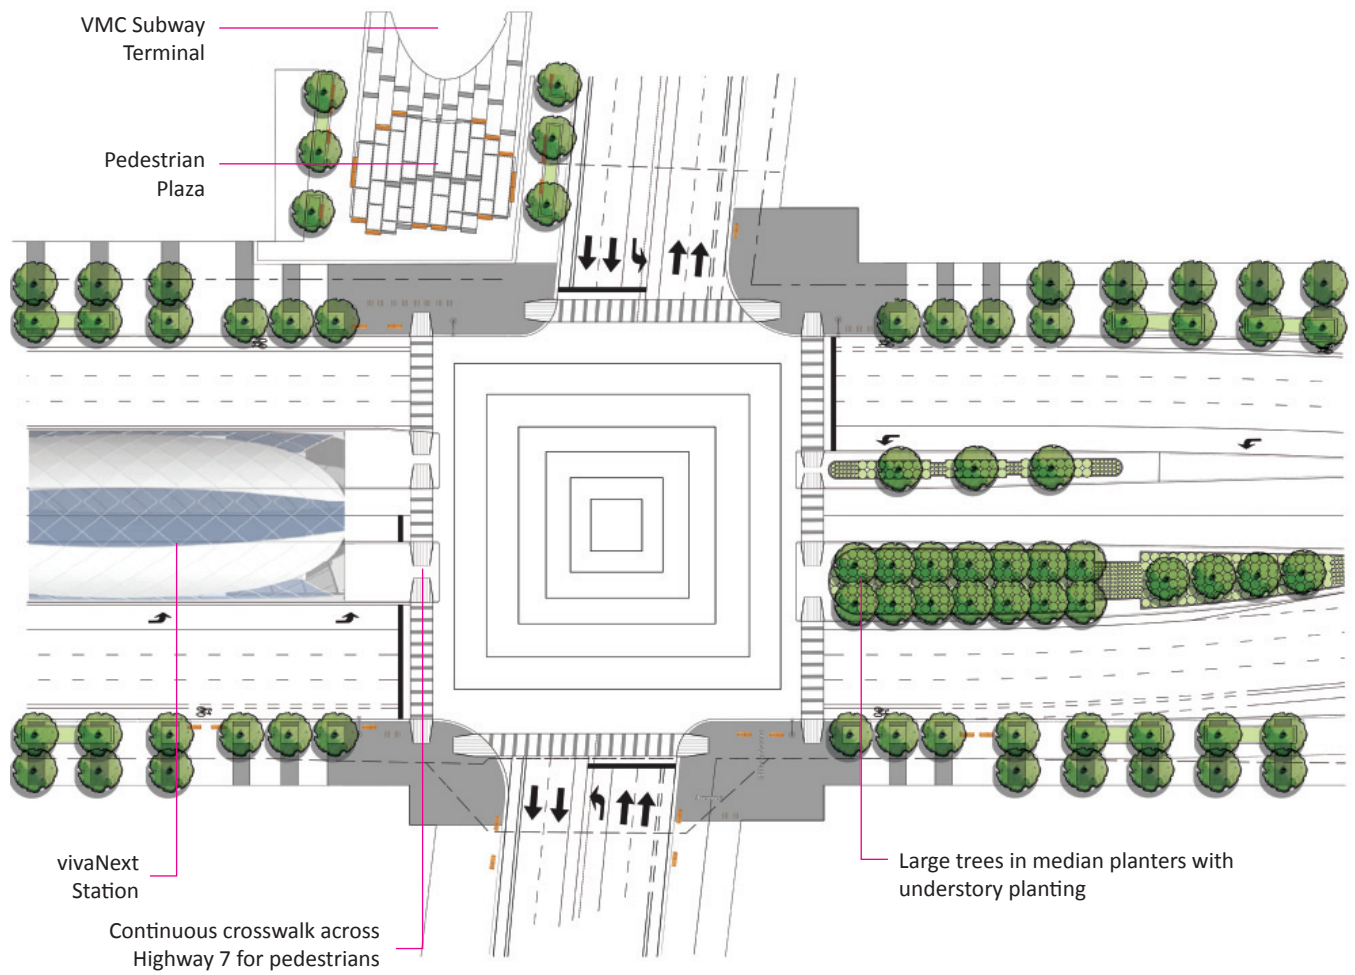 VMC Subway
Terminal
Pedestrian
Plaza
vivaNext
Station
Continuous crosswalk across
Highway 7 for pedestrians
Large trees in median planters with
understory planting